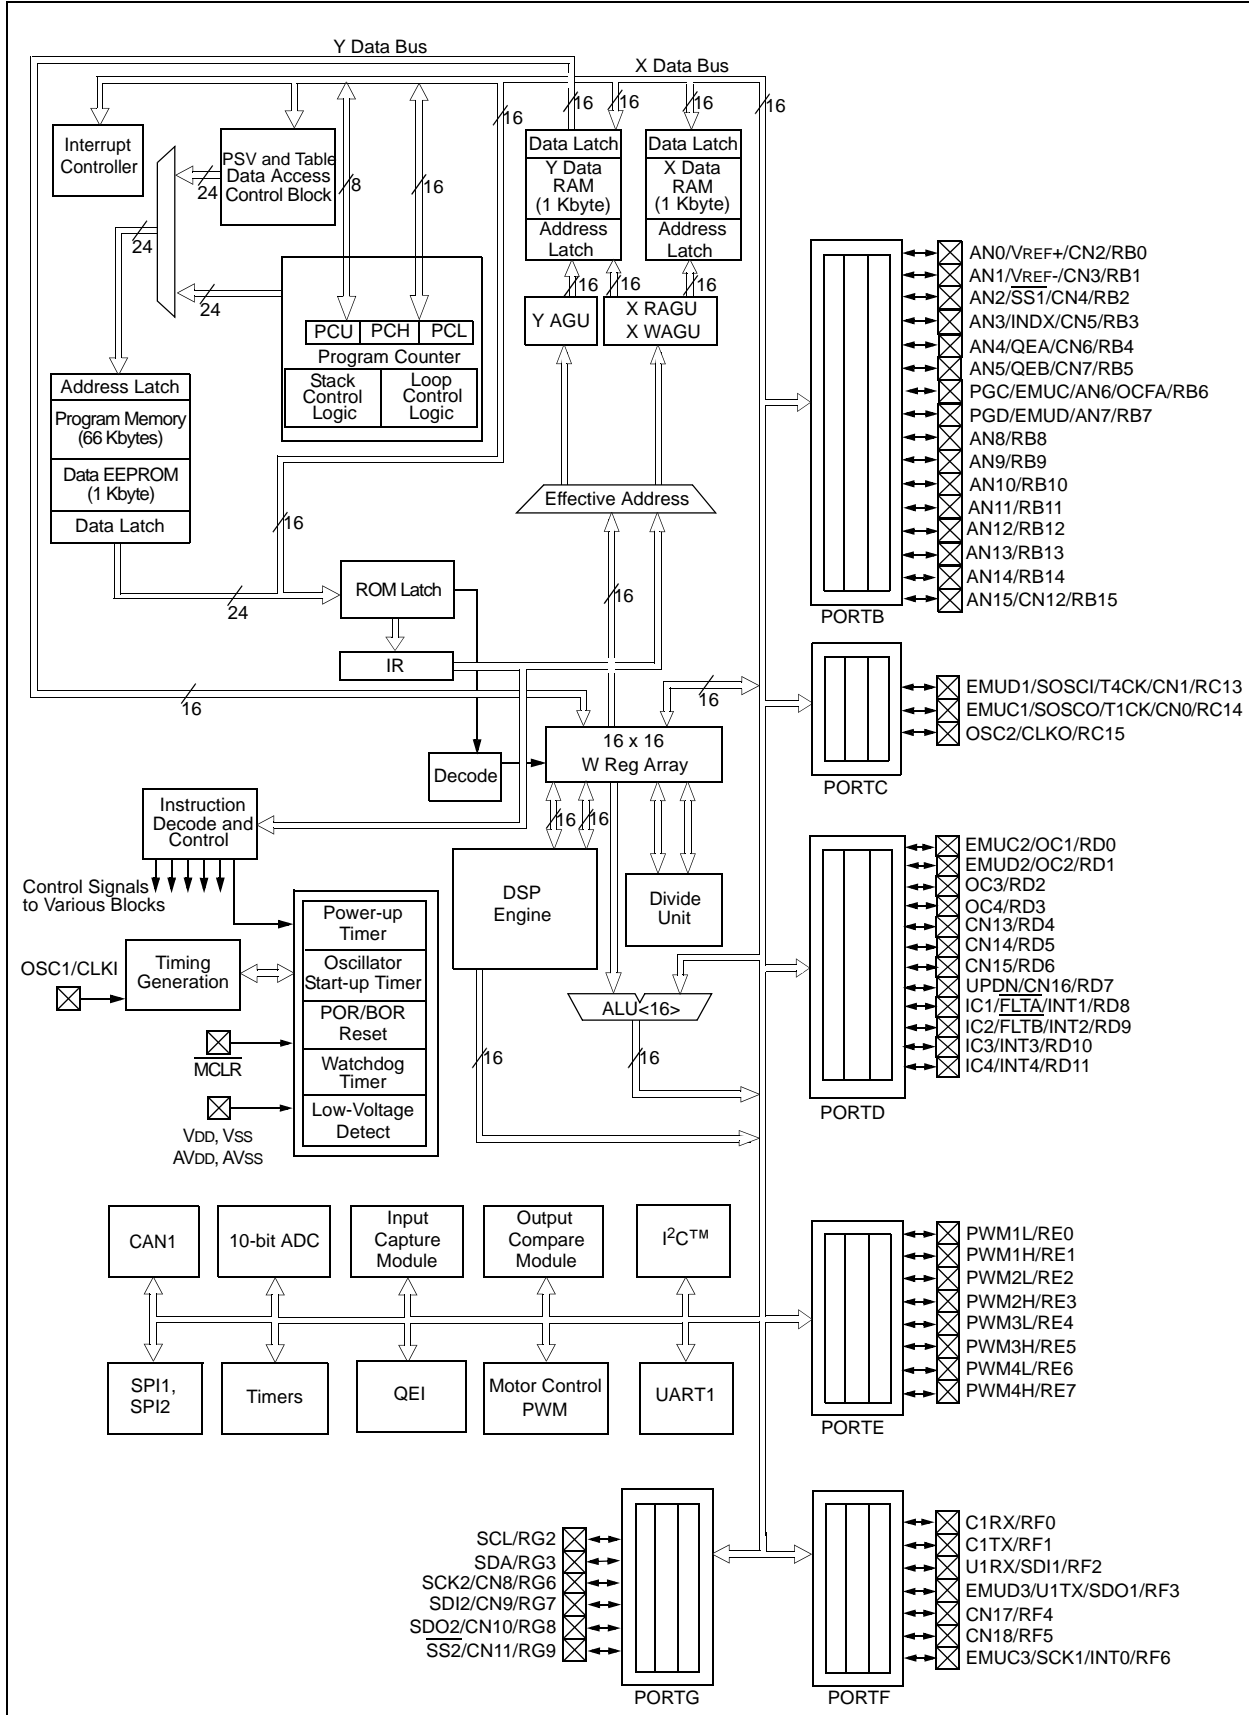 Y Data Bus
X Data Bus
16
16
16
16
16
Interrupt
Controller
PSV and Table
Data Access
Control Block
24
24
8
16
Data Latch
Y Data
RAM
(1 Kbyte)
Address
Latch
Data Latch
X Data
RAM
(1 Kbyte)
Address
Latch
16
16
16
24
Y AGU
X RAGU
X WAGU
PCU
PCH
PCL
Program Counter
Stack
Control
Logic
Loop
Control
Logic
Address Latch
Program Memory
(66 Kbytes)
Data EEPROM
(1 Kbyte)
Data Latch
16
24
Effective Address
ROM Latch
16
IR
16
16
16 x 16
W Reg Array
Decode
Instruction
Decode and
Control
Control Signals
to Various Blocks
16
16
DSP
Engine
Divide
Unit
OSC1/CLKI
Timing
Generation
Power-up
Timer
Oscillator
Start-up Timer
POR/BOR
Reset
Watchdog
Timer
Low-Voltage
Detect
MCLR
VDD, VSS
AVDD, AVSS
ALU<16>
16
16
CAN1
10-bit ADC
Input
Capture
Module
Output
Compare
Module
I²C™
SPI1,
SPI2
Timers
QEI
Motor Control
PWM
UART1
AN0/VREF+/CN2/RB0
AN1/VREF-/CN3/RB1
AN2/SS1/CN4/RB2
AN3/INDX/CN5/RB3
AN4/QEA/CN6/RB4
AN5/QEB/CN7/RB5
PGC/EMUC/AN6/OCFA/RB6
PGD/EMUD/AN7/RB7
AN8/RB8
AN9/RB9
AN10/RB10
AN11/RB11
AN12/RB12
AN13/RB13
AN14/RB14
AN15/CN12/RB15
PORTB
EMUD1/SOSCI/T4CK/CN1/RC13
EMUC1/SOSCO/T1CK/CN0/RC14
OSC2/CLKO/RC15
PORTC
EMUC2/OC1/RD0
EMUD2/OC2/RD1
OC3/RD2
OC4/RD3
CN13/RD4
CN14/RD5
CN15/RD6
UPDN/CN16/RD7
IC1/FLTA/INT1/RD8
IC2/FLTB/INT2/RD9
IC3/INT3/RD10
IC4/INT4/RD11
PORTD
PWM1L/RE0
PWM1H/RE1
PWM2L/RE2
PWM2H/RE3
PWM3L/RE4
PWM3H/RE5
PWM4L/RE6
PWM4H/RE7
PORTE
SCL/RG2
SDA/RG3
SCK2/CN8/RG6
SDI2/CN9/RG7
SDO2/CN10/RG8
SS2/CN11/RG9
PORTG
C1RX/RF0
C1TX/RF1
U1RX/SDI1/RF2
EMUD3/U1TX/SDO1/RF3
CN17/RF4
CN18/RF5
EMUC3/SCK1/INT0/RF6
PORTF